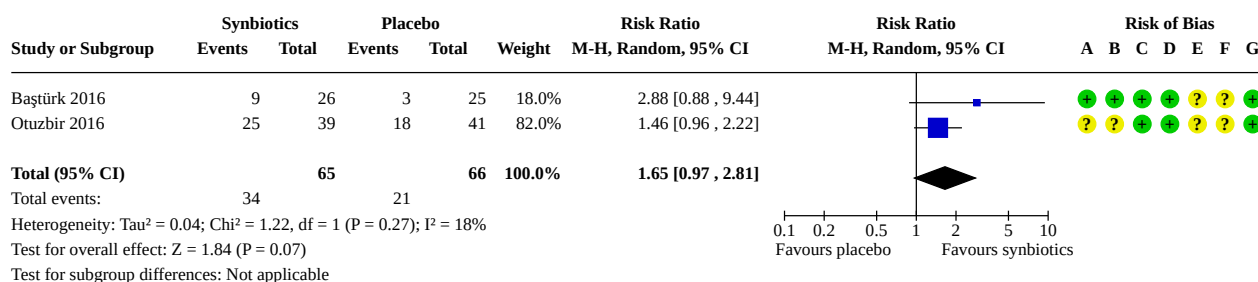 Synbiotics Placebo Risk Ratio Risk Ratio Risk of Bias
Study or Subgroup Events Total Events Total Weight M-H, Random, 95% CI M-H, Random, 95% CI A B C D E F G
Baştürk 2016 9 26 3 25 18.0% 2.88 [0.88 , 9.44] + + + + ? ? +
Otuzbir 2016 25 39 18 41 82.0% 1.46 [0.96 , 2.22] ? ? + + ? ? +
Total (95% CI) 65 66 100.0% 1.65 [0.97 , 2.81]
Total events: 34 21
Heterogeneity: Tau² = 0.04; Chi² = 1.22, df = 1 (P = 0.27); I² = 18%
0.1 0.2 0.5 1 2 5 10
Test for overall effect: Z = 1.84 (P = 0.07) Favours placebo Favours synbiotics
Test for subgroup differences: Not applicable